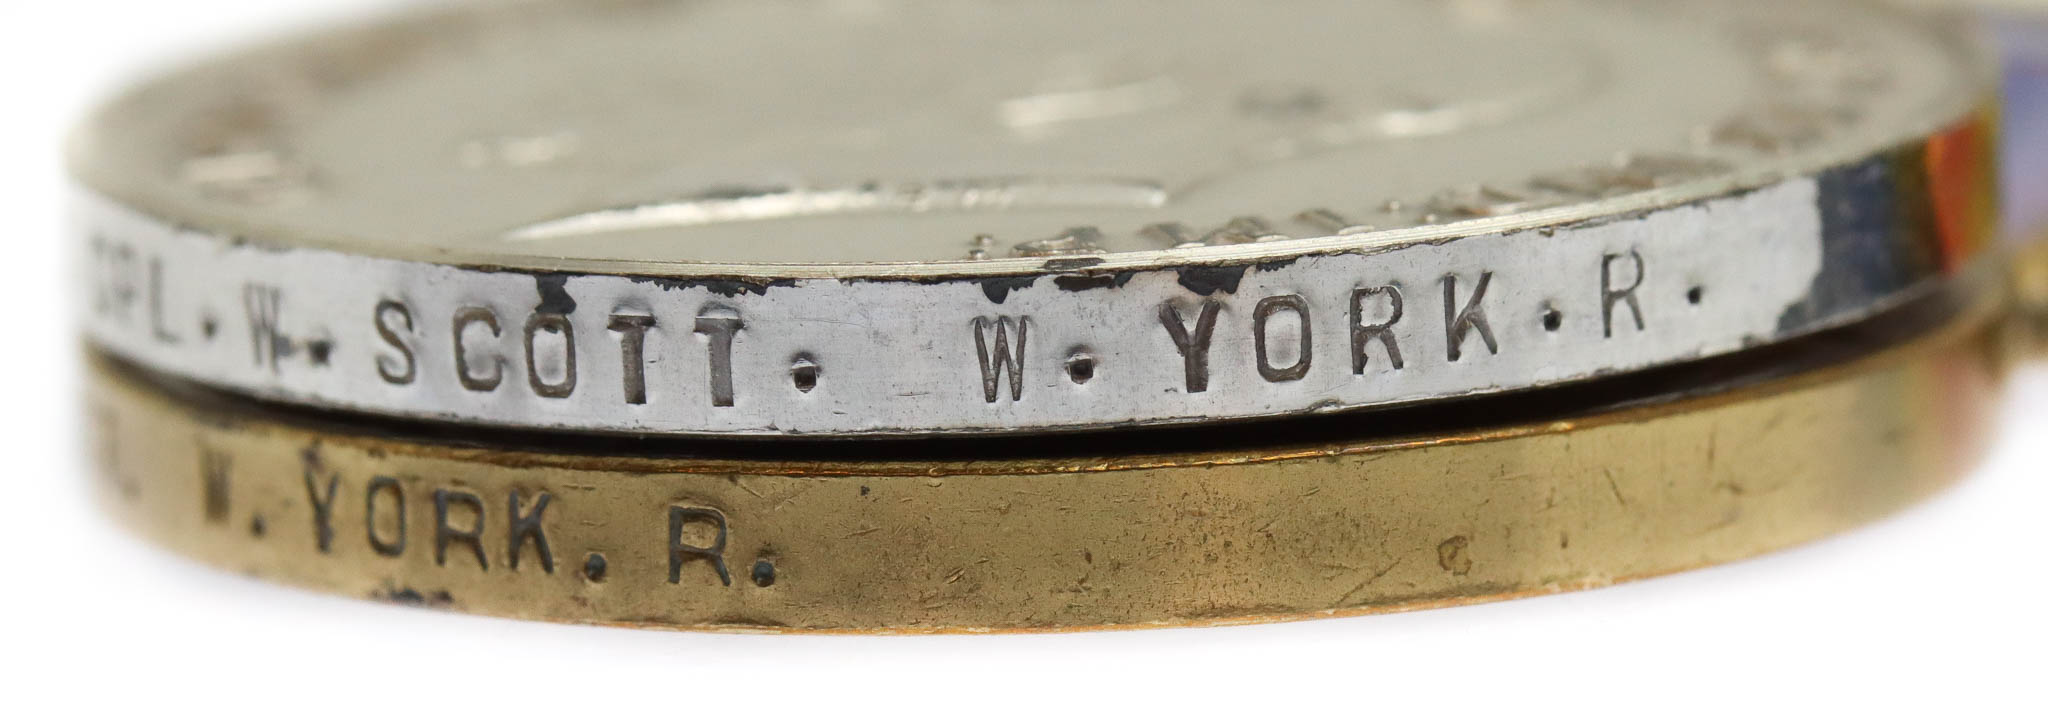 CPL. W. SCOTT. W. YORK. R.
W. YORK. R.